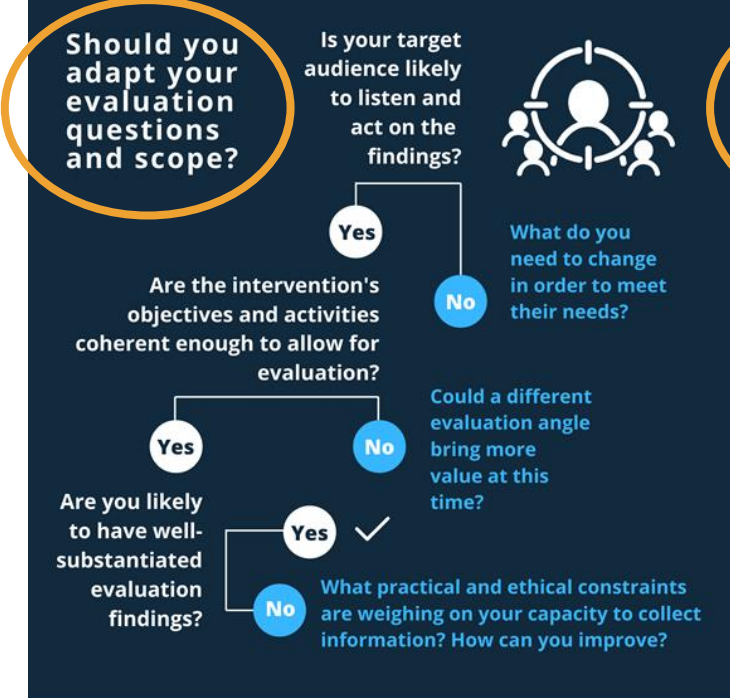 Should you
adapt your
evaluation
questions
and scope?
Is your target
audience likely
to listen and
act on the
findings?
Yes
No
What do you
need to change
in order to meet
their needs?
Are the intervention's
objectives and activities
coherent enough to allow for
evaluation?
Yes
No
Could a different
evaluation angle
bring more
value at this
time?
Are you likely
to have well-
substantiated
evaluation
findings?
Yes
No
What practical and ethical constraints
are weighing on your capacity to collect
information? How can you improve?